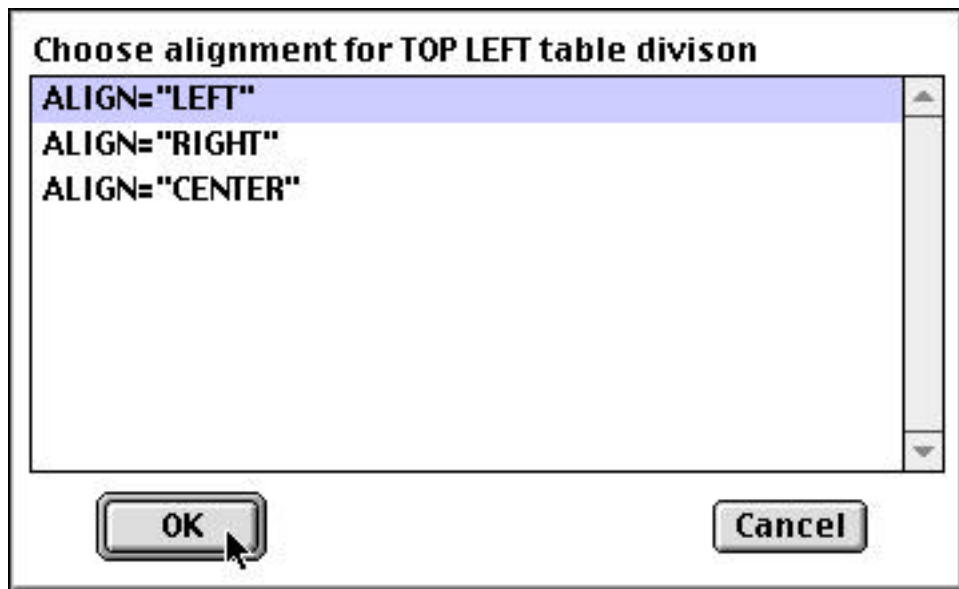 Choose alignment for TOP LEFT table divison
ALIGN="LEFT"
ALIGN="RIGHT"
ALIGN="CENTER"
OK
Cancel